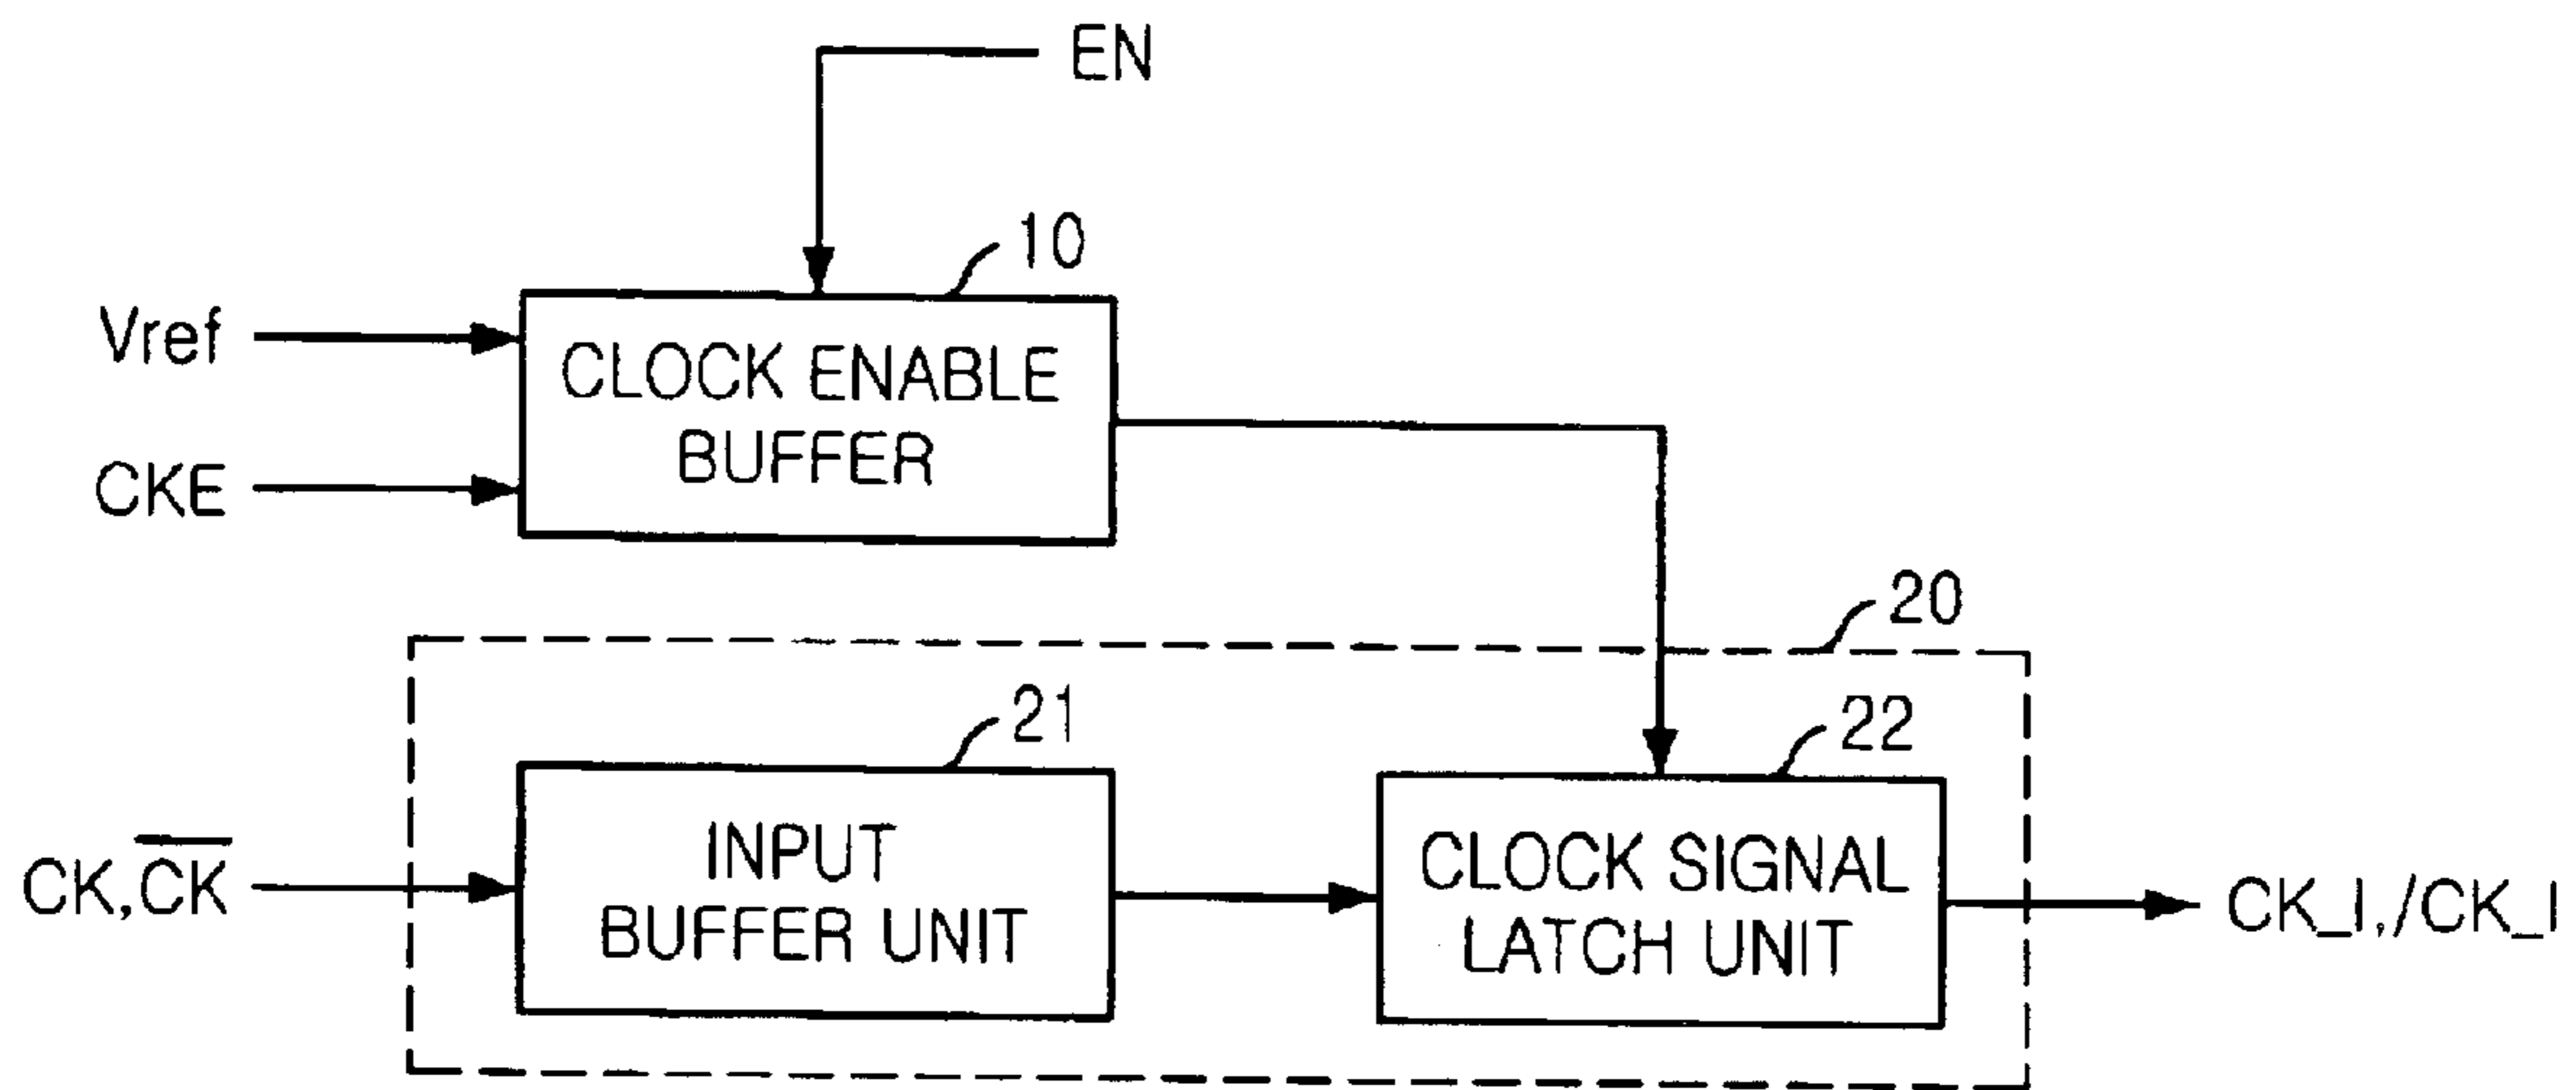 EN
10
Vref
CLOCK ENABLE
BUFFER
CKE
20
21
22
CK, C̅K̅
INPUT
BUFFER UNIT
CLOCK SIGNAL
LATCH UNIT
CK_I,/CK_I